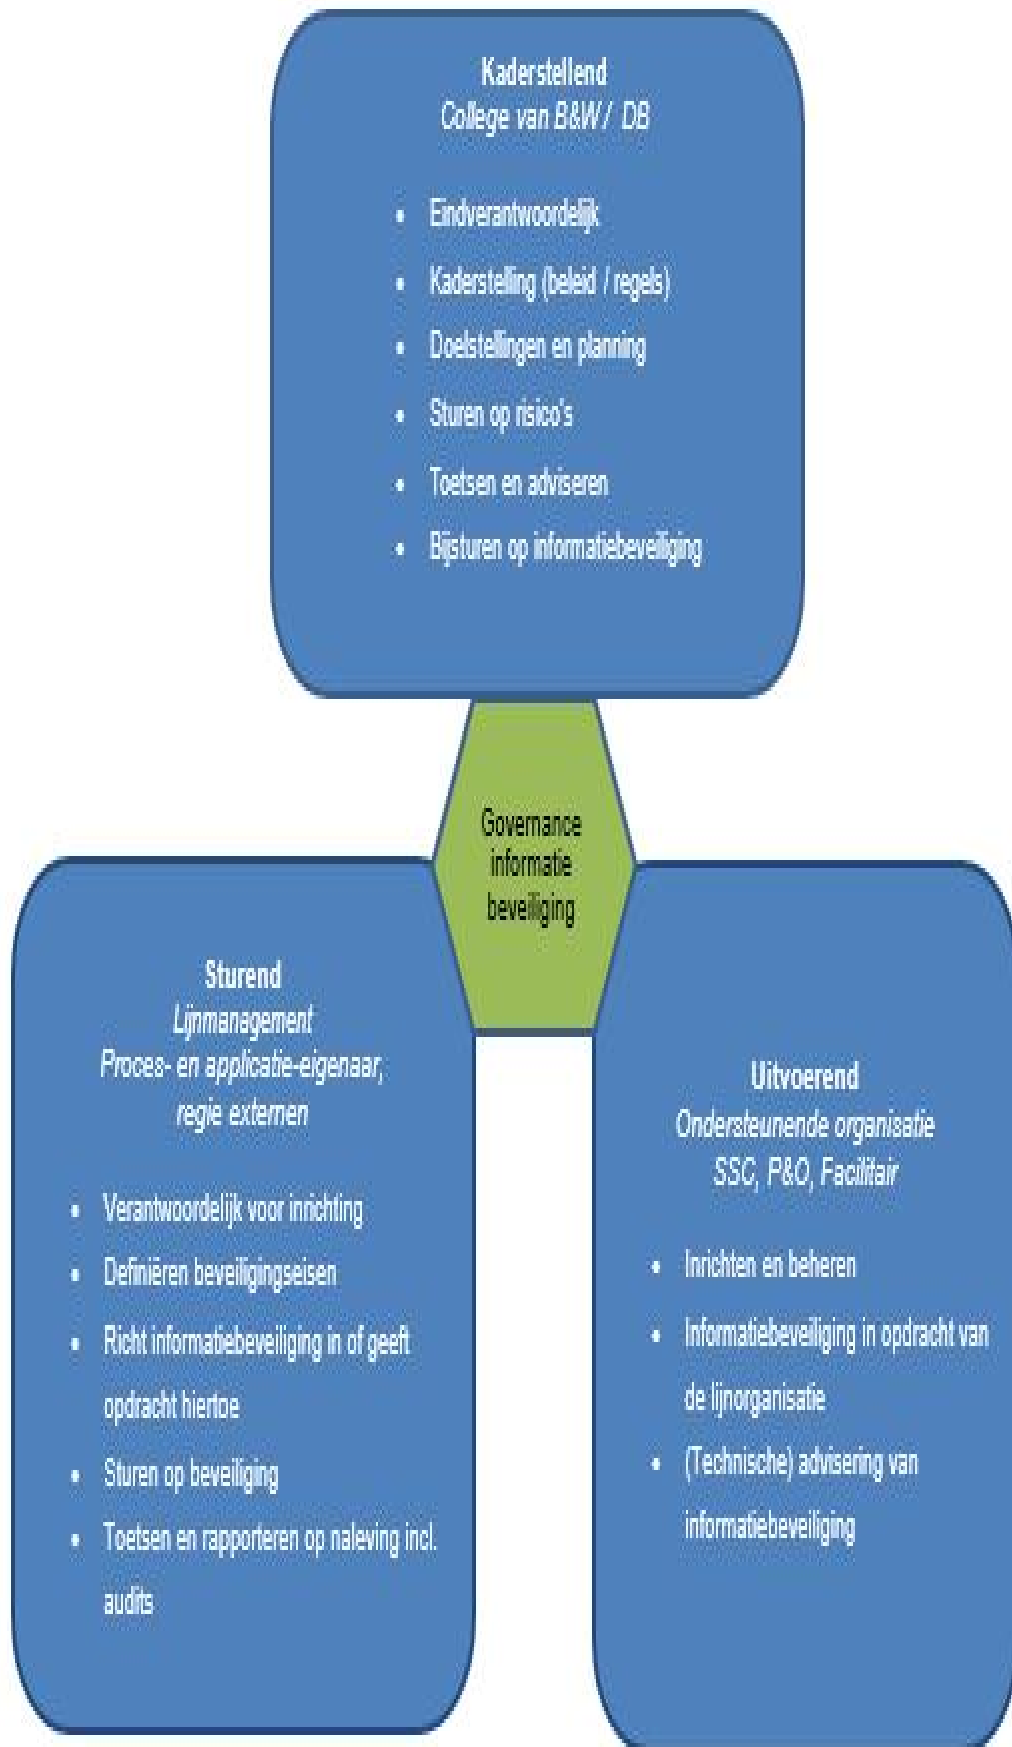 Kaderstellend
College van B&W / DB
• Eindverantwoordelijk
• Kaderstelling (beleid / regels)
• Doelstellingen en planning
• Sturen op risico's
• Toetsen en adviseren
• Bijsturen op informatiebeveiliging
Governance
informatie
beveiliging
Sturend
Lijnmanagement
Proces- en applicatie-eigenaar,
regie externen
• Verantwoordelijk voor inrichting
• Definiëren beveiligingseisen
• Richt informatiebeveiliging in of geeft
opdracht hiertoe
• Sturen op beveiliging
• Toetsen en rapporteren op naleving incl.
audits
Uitvoerend
Ondersteunende organisatie
SSC, P&O, Facilitair
• Inrichten en beheren
• Informatiebeveiliging in opdracht van
de lijnorganisatie
• (Technische) advisering van
informatiebeveiliging